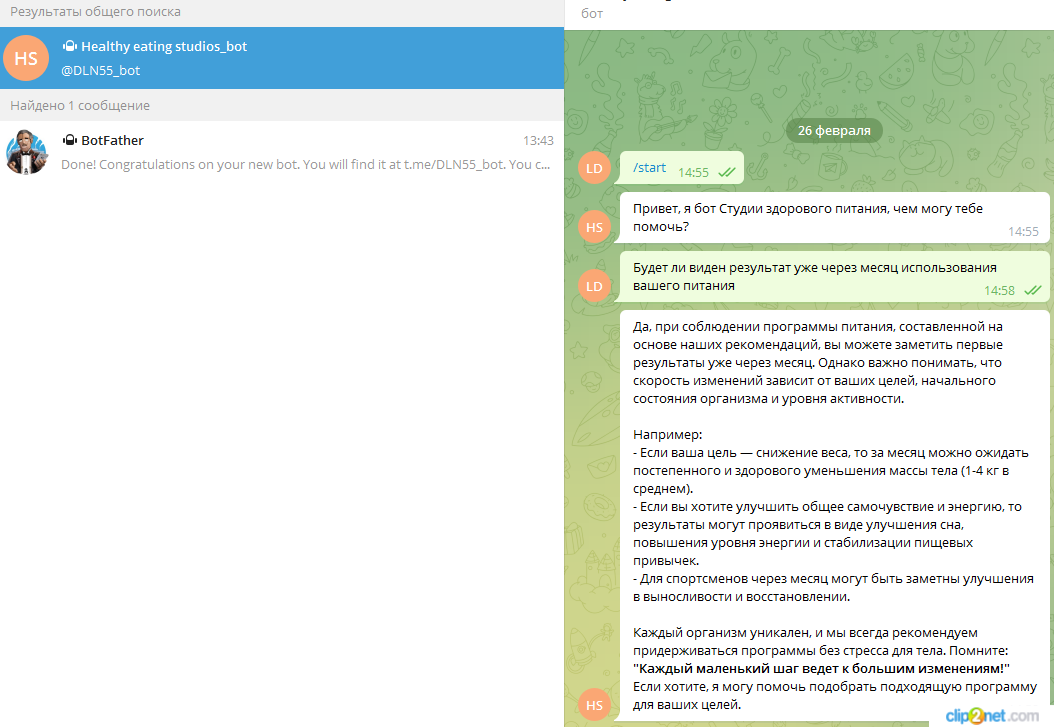 Результаты общего поиска
HS
Healthy eating studios_bot
@DLN55_bot
Найдено 1 сообщение
BotFather
13:43
Done! Congratulations on your new bot. You will find it at t.me/DLN55_bot. You c...
бот
26 февраля
LD
/start
14:55
Привет, я бот Студии здорового питания, чем могу тебе
помочь?
HS
14:55
Будет ли виден результат уже через месяц использования
вашего питания
LD
14:58
Да, при соблюдении программы питания, составленной на
основе наших рекомендаций, вы можете заметить первые
результаты уже через месяц. Однако важно понимать, что
скорость изменений зависит от ваших целей, начального
состояния организма и уровня активности.
Например:
- Если ваша цель — снижение веса, то за месяц можно ожидать
постепенного и здорового уменьшения массы тела (1-4 кг в
среднем).
- Если вы хотите улучшить общее самочувствие и энергию, то
результаты могут проявиться в виде улучшения сна,
повышения уровня энергии и стабилизации пищевых
привычек.
- Для спортсменов через месяц могут быть заметны улучшения
в выносливости и восстановлении.
Каждый организм уникален, и мы всегда рекомендуем
придерживаться программы без стресса для тела. Помните:
"Каждый маленький шаг ведет к большим изменениям!"
Если хотите, я могу помочь подобрать подходящую программу
для ваших целей.
HS
clip2net.com